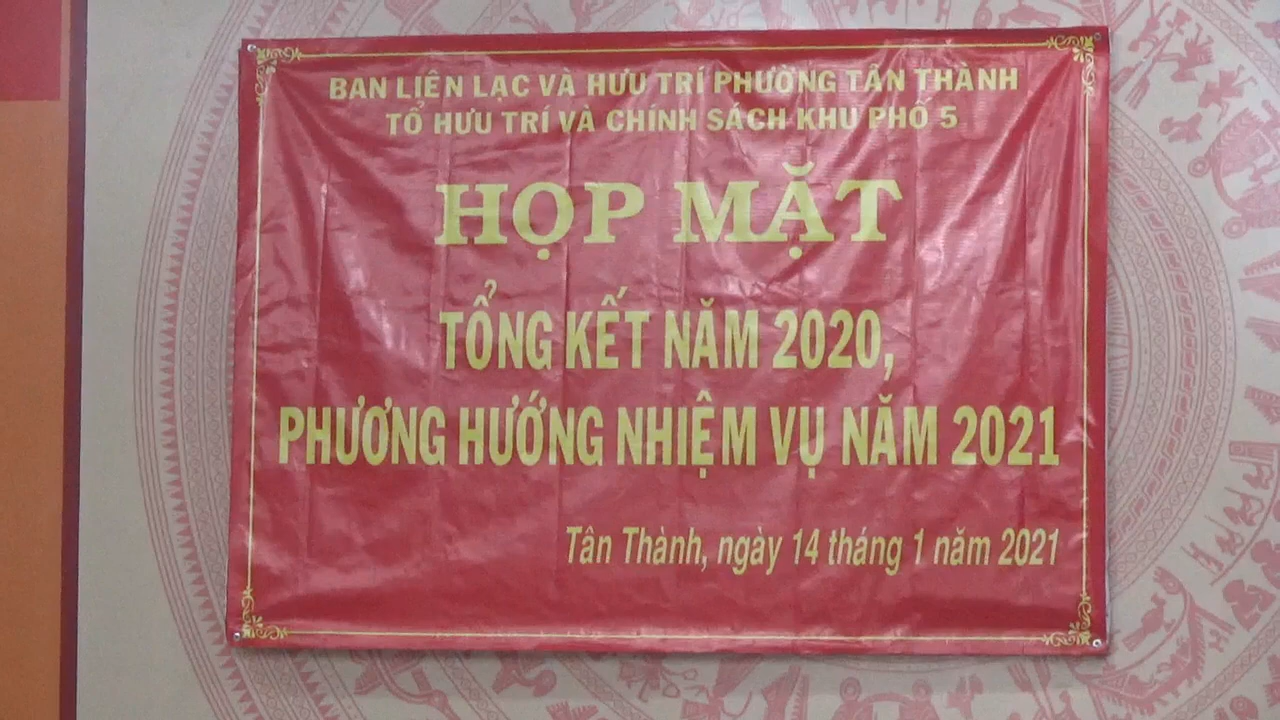 BAN LIÊN LẠC VÀ HƯU TRÍ PHƯỜNG TÂN THÀNH
TỔ HƯU TRÍ VÀ CHÍNH SÁCH KHU PHỐ 5
HỌP MẶT
TỔNG KẾT NĂM 2020,
PHƯƠNG HƯỚNG NHIỆM VỤ NĂM 2021
Tân Thành, ngày 14 tháng 1 năm 2021